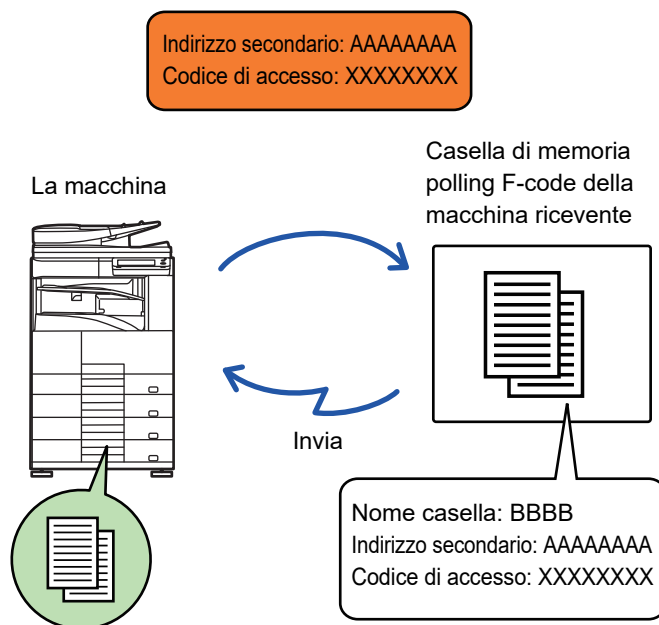 Indirizzo secondario: AAAAAAAA
Codice di accesso: XXXXXXXX
La macchina
Casella di memoria
polling F-code della
macchina ricevente
Invia
Nome casella: BBBB
Indirizzo secondario: AAAAAAAA
Codice di accesso: XXXXXXXX